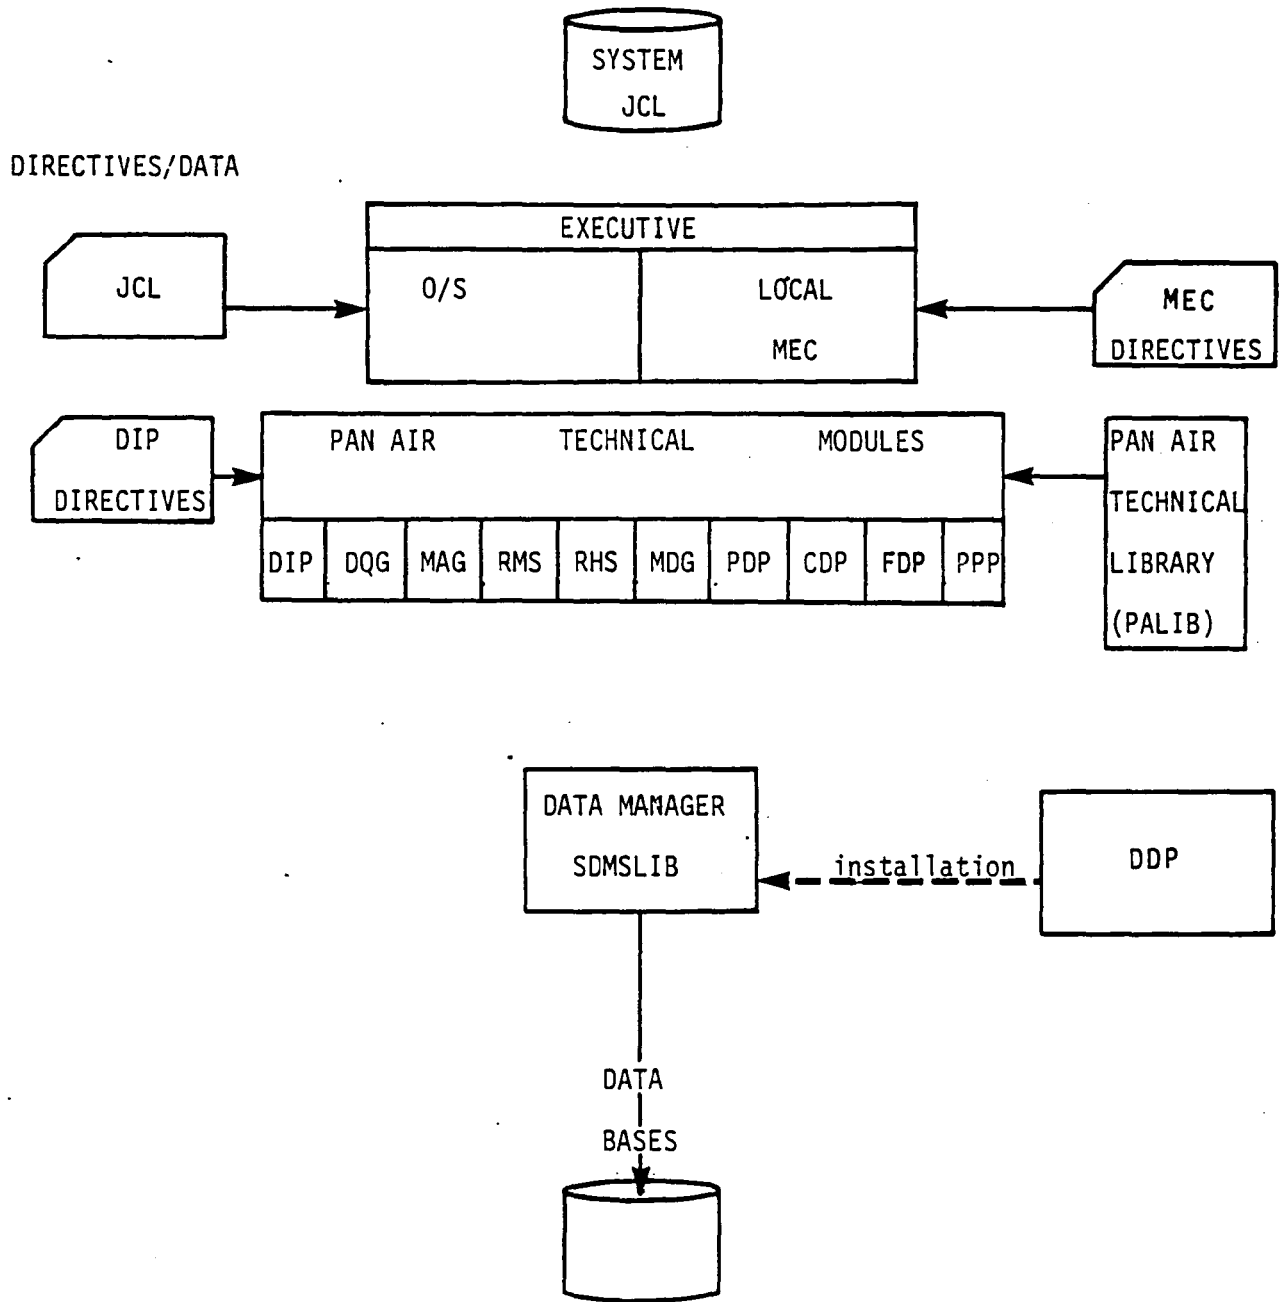 SYSTEM
JCL
DIRECTIVES/DATA
EXECUTIVE
JCL
O/S
LOCAL
MEC
MEC
DIRECTIVES
DIP
DIRECTIVES
PAN AIR TECHNICAL MODULES
DIP DQG MAG RMS RHS MDG PDP CDP FDP PPP
PAN AIR
TECHNICAL
LIBRARY
(PALIB)
DATA MANAGER
SDMSLIB
installation
DDP
DATA
BASES